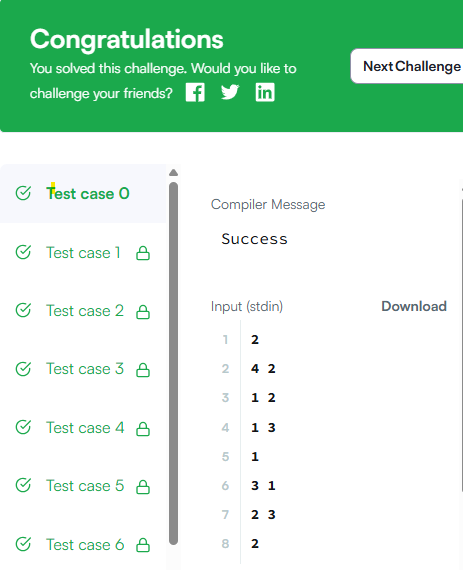 Congratulations
You solved this challenge. Would you like to
challenge your friends?
Next Challenge
Test case 0
Test case 1
Test case 2
Test case 3
Test case 4
Test case 5
Test case 6
Compiler Message
Success
Input (stdin)
Download
1 2
2 4 2
3 1 2
4 1 3
5 1
6 3 1
7 2 3
8 2